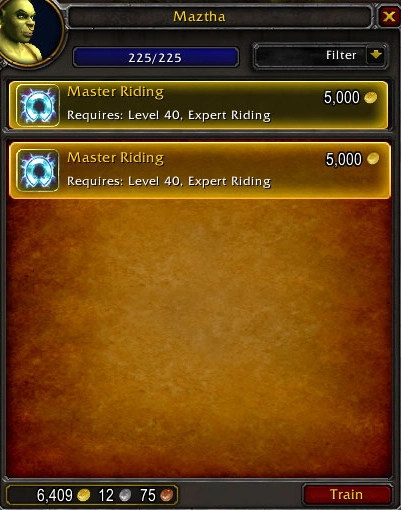 Maztha
225/225
Filter
Master Riding
5,000
Requires: Level 40, Expert Riding
Master Riding
5,000
Requires: Level 40, Expert Riding
6,409 12 75
Train